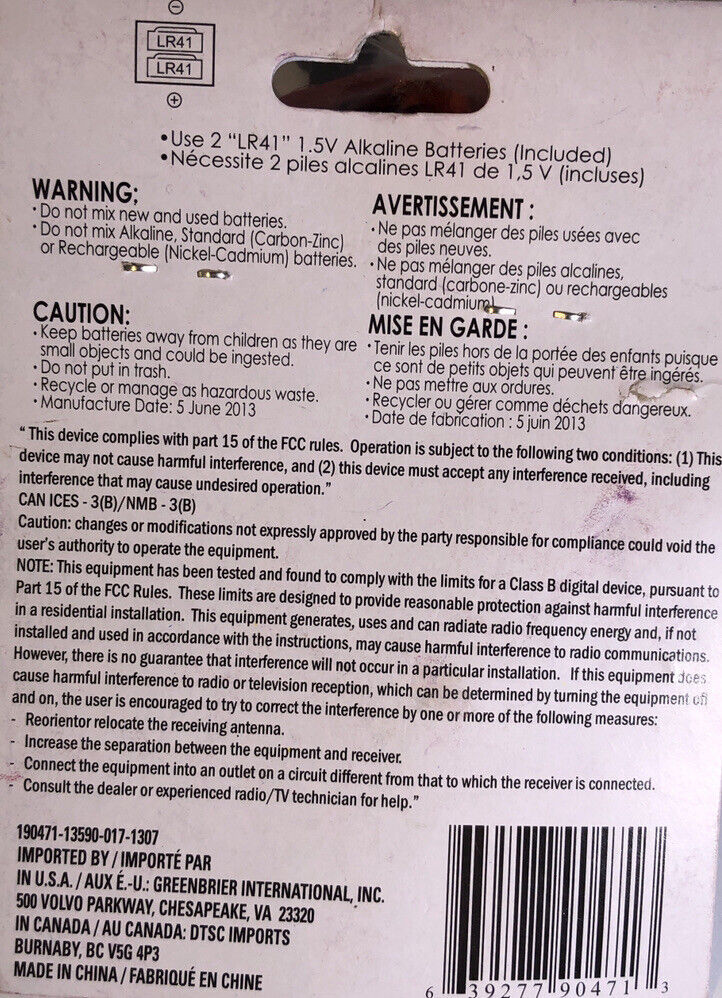 ⊖
LR41
LR41
⊕
•Use 2 “LR41” 1.5V Alkaline Batteries (Included)
•Nécessite 2 piles alcalines LR41 de 1,5 V (incluses)
WARNING:
• Do not mix new and used batteries.
• Do not mix Alkaline, Standard (Carbon-Zinc)
or Rechargeable (Nickel-Cadmium) batteries.
CAUTION:
• Keep batteries away from children as they are
small objects and could be ingested.
• Do not put in trash.
• Recycle or manage as hazardous waste.
• Manufacture Date: 5 June 2013
AVERTISSEMENT :
• Ne pas mélanger des piles usées avec
des piles neuves.
• Ne pas mélanger des piles alcalines,
standard (carbone-zinc) ou rechargeables
(nickel-cadmium).
MISE EN GARDE :
• Tenir les piles hors de la portée des enfants puisque
ce sont de petits objets qui peuvent être ingérés.
• Ne pas mettre aux ordures.
• Recycler ou gérer comme déchets dangereux.
• Date de fabrication : 5 juin 2013
“ This device complies with part 15 of the FCC rules. Operation is subject to the following two conditions: (1) This
device may not cause harmful interference, and (2) this device must accept any interference received, including
interference that may cause undesired operation.”
CAN ICES - 3(B)/NMB - 3(B)
Caution: changes or modifications not expressly approved by the party responsible for compliance could void the
user's authority to operate the equipment.
NOTE: This equipment has been tested and found to comply with the limits for a Class B digital device, pursuant to
Part 15 of the FCC Rules. These limits are designed to provide reasonable protection against harmful interference
in a residential installation. This equipment generates, uses and can radiate radio frequency energy and, if not
installed and used in accordance with the instructions, may cause harmful interference to radio communications.
However, there is no guarantee that interference will not occur in a particular installation. If this equipment does
cause harmful interference to radio or television reception, which can be determined by turning the equipment off
and on, the user is encouraged to try to correct the interference by one or more of the following measures:
- Reorientor relocate the receiving antenna.
- Increase the separation between the equipment and receiver.
- Connect the equipment into an outlet on a circuit different from that to which the receiver is connected.
- Consult the dealer or experienced radio/TV technician for help.”
190471-13590-017-1307
IMPORTED BY / IMPORTÉ PAR
IN U.S.A. / AUX É.-U.: GREENBRIER INTERNATIONAL, INC.
500 VOLVO PARKWAY, CHESAPEAKE, VA 23320
IN CANADA / AU CANADA: DTSC IMPORTS
BURNABY, BC V5G 4P3
MADE IN CHINA / FABRIQUÉ EN CHINE
6 39277 90471 3